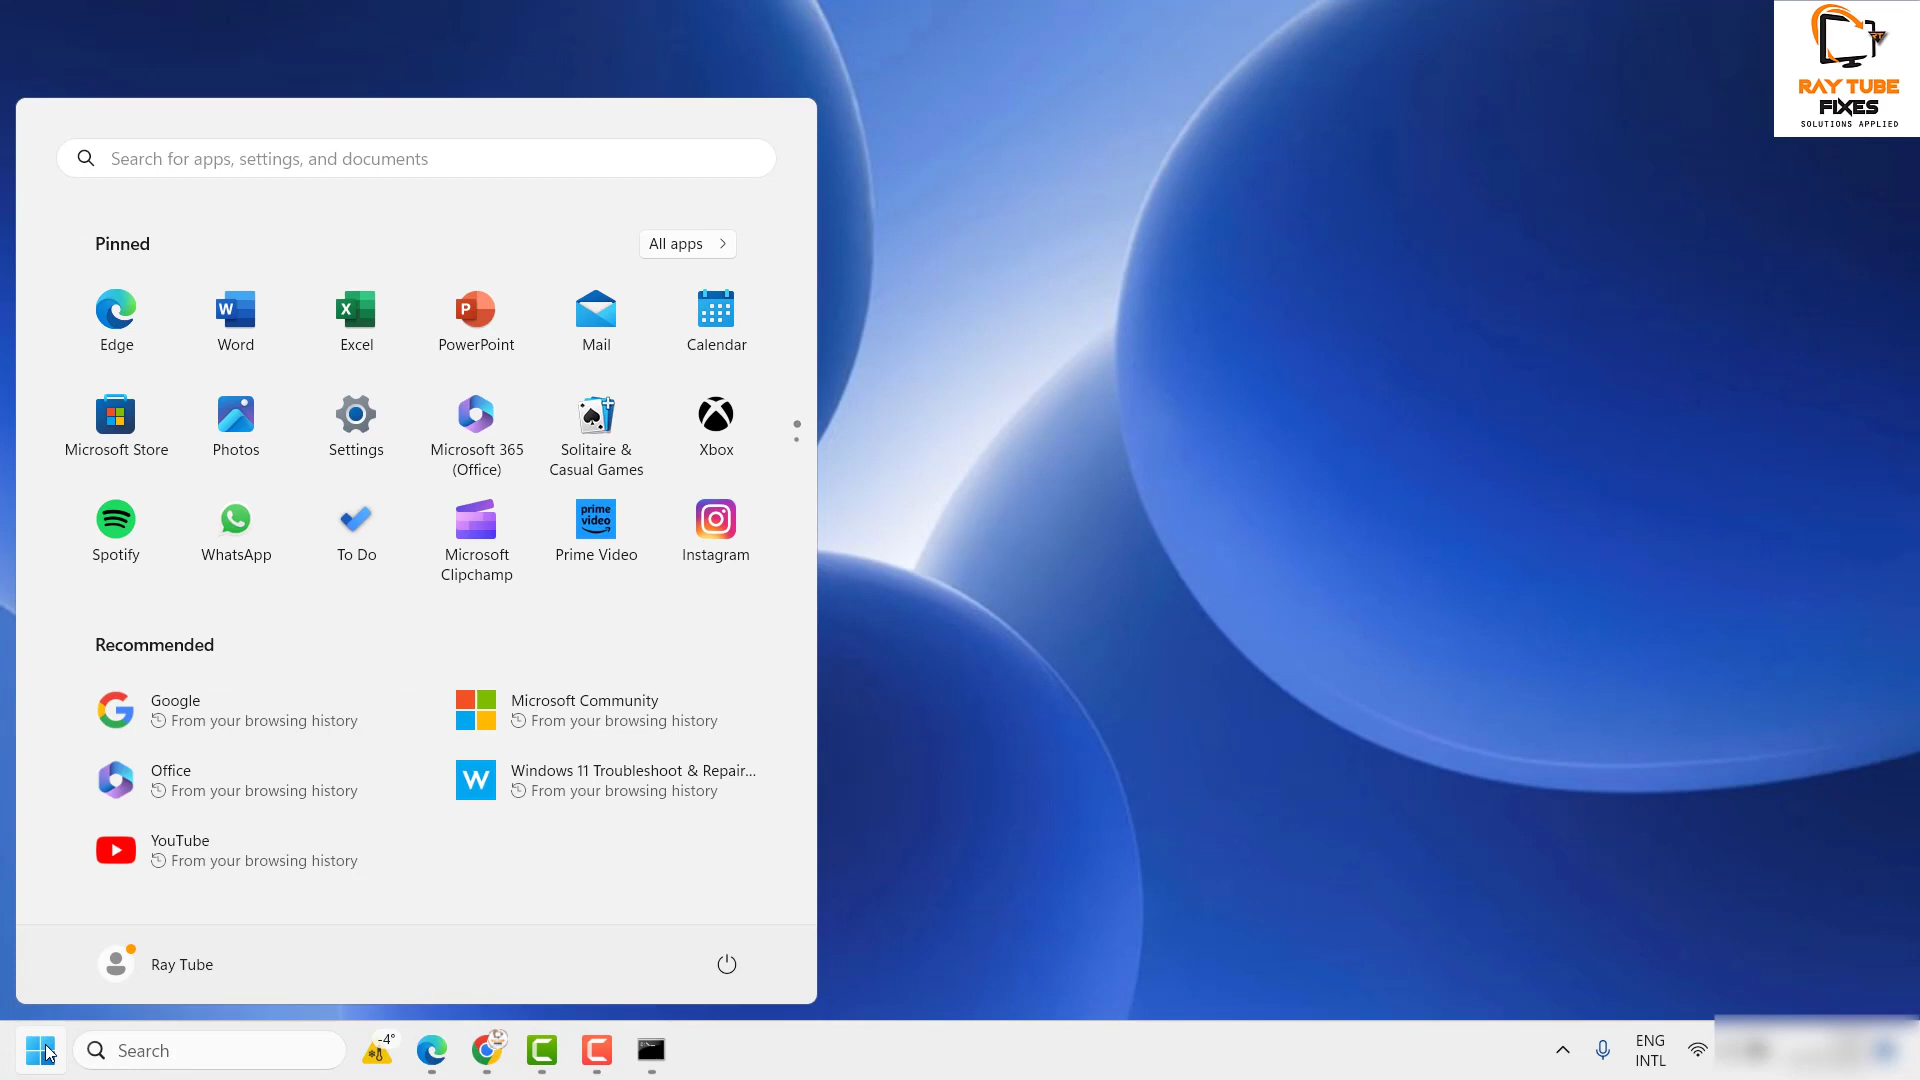 RAY TUBE
FIXES
SOLUTIONS APPLIED
Search for apps, settings, and documents
Pinned
All apps
Edge
Word
Excel
PowerPoint
Mail
Calendar
Microsoft Store
Photos
Settings
Microsoft 365
(Office)
Solitaire &
Casual Games
Xbox
prime
video
Spotify
WhatsApp
To Do
Microsoft
Clipchamp
Prime Video
Instagram
Recommended
Google
From your browsing history
Microsoft Community
From your browsing history
Office
From your browsing history
Windows 11 Troubleshoot & Repair...
From your browsing history
YouTube
From your browsing history
Ray Tube
Search
-4°
ENG
INTL